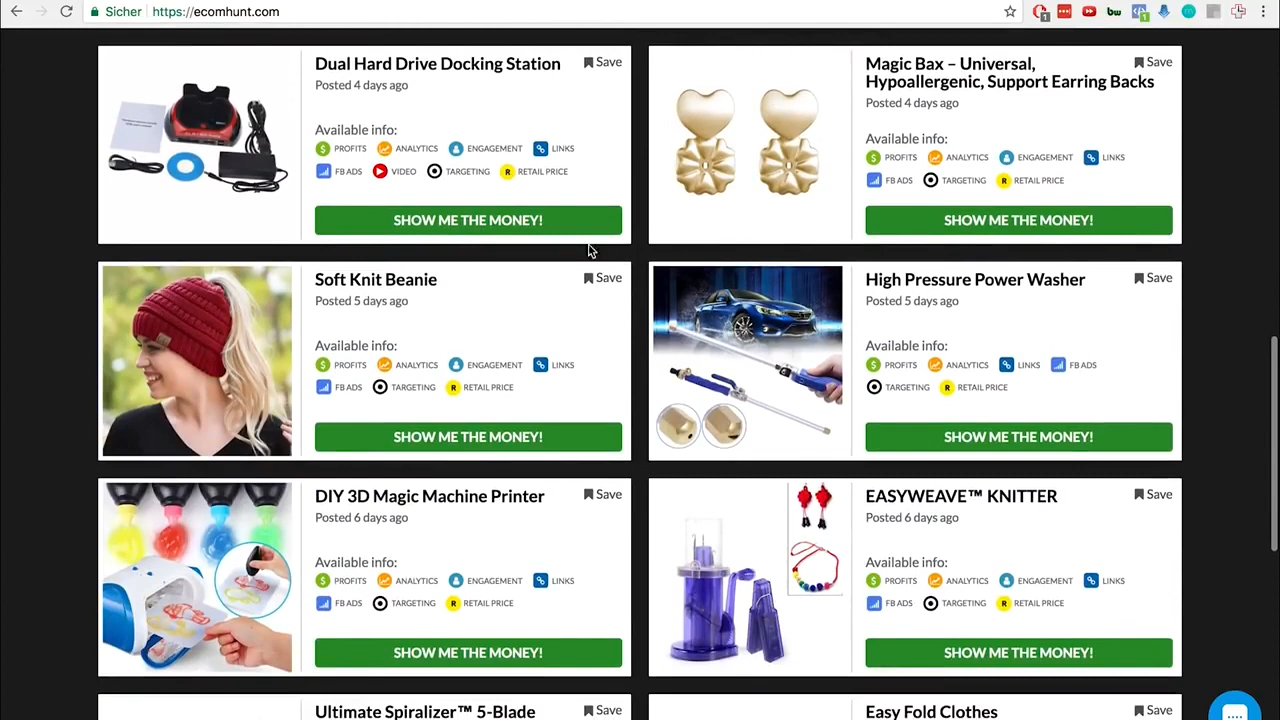 Sicher
https://ecomhunt.com
1
bw
1
m
Dual Hard Drive Docking Station
Save
Posted 4 days ago
Available info:
$ PROFITS ANALYTICS ENGAGEMENT LINKS
FB ADS VIDEO TARGETING R RETAIL PRICE
SHOW ME THE MONEY!
Magic Bax – Universal,
Hypoallergenic, Support Earring Backs
Save
Posted 4 days ago
Available info:
$ PROFITS ANALYTICS ENGAGEMENT LINKS
FB ADS TARGETING R RETAIL PRICE
SHOW ME THE MONEY!
Soft Knit Beanie
Save
Posted 5 days ago
Available info:
$ PROFITS ANALYTICS ENGAGEMENT LINKS
FB ADS TARGETING R RETAIL PRICE
SHOW ME THE MONEY!
High Pressure Power Washer
Save
Posted 5 days ago
Available info:
$ PROFITS ANALYTICS LINKS FB ADS
TARGETING R RETAIL PRICE
SHOW ME THE MONEY!
DIY 3D Magic Machine Printer
Save
Posted 6 days ago
Available info:
$ PROFITS ANALYTICS ENGAGEMENT LINKS
FB ADS TARGETING R RETAIL PRICE
SHOW ME THE MONEY!
EASYWEAVE™ KNITTER
Save
Posted 6 days ago
Available info:
$ PROFITS ANALYTICS ENGAGEMENT LINKS
FB ADS TARGETING R RETAIL PRICE
SHOW ME THE MONEY!
Ultimate Spiralizer™ 5-Blade
Save
Easy Fold Clothes
Save